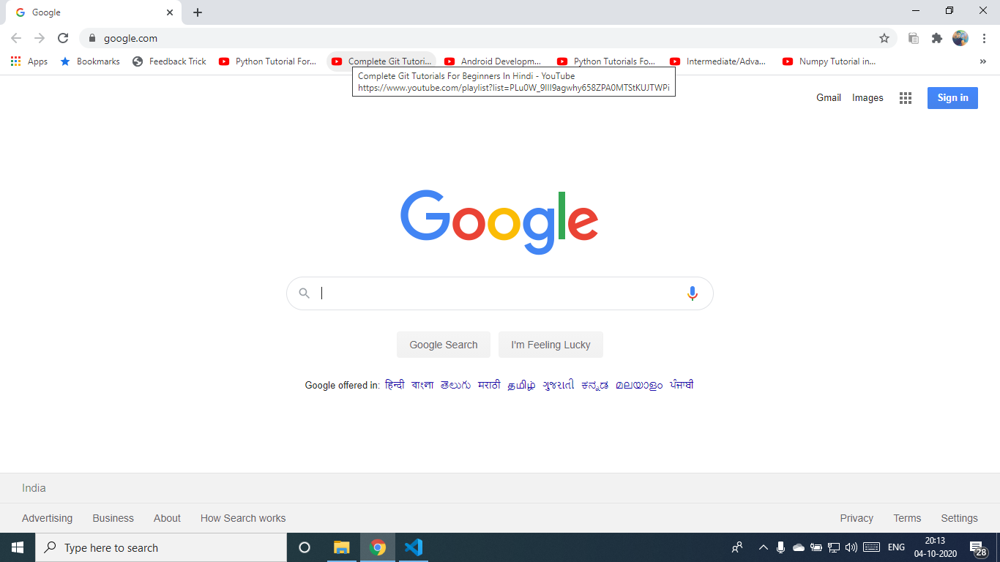 Google
google.com
Apps Bookmarks Feedback Trick Python Tutorial For... Complete Git Tutori... Android Developm... Python Tutorials Fo... Intermediate/Adva... Numpy Tutorial in... »
Complete Git Tutorials For Beginners In Hindi - YouTube
https://www.youtube.com/playlist?list=PLu0W_9lII9agwhy658ZPA0MTStKUJTWPi
Gmail Images Sign in
Google
Google Search I'm Feeling Lucky
Google offered in: हिन्दी বাংলা తెలుగు मराठी தமிழ் ગુજરાતી ಕನ್ನಡ മലയാളം ਪੰਜਾਬੀ
India
Advertising Business About How Search works Privacy Terms Settings
Type here to search ENG 20:13
04-10-2020 28